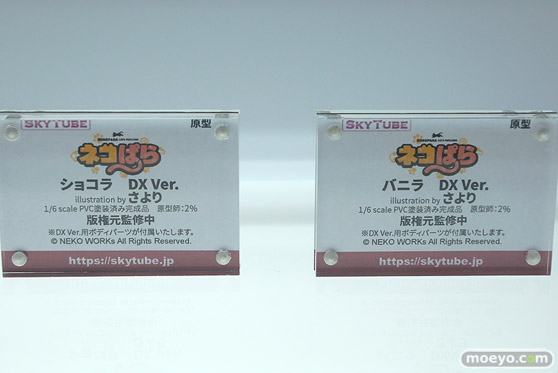 SKYTUBE 原型
ネコぱら
ショコラ DX Ver.
illustration by さより
1/6 scale PVC塗装済み完成品 原型師：2%
版権元監修中
※DX Ver.用ボディパーツが付属いたします。
© NEKO WORKs All Rights Reserved.
https://skytube.jp
SKYTUBE 原型
ネコぱら
バニラ DX Ver.
illustration by さより
1/6 scale PVC塗装済み完成品 原型師：2%
版権元監修中
※DX Ver.用ボディパーツが付属いたします。
© NEKO WORKs All Rights Reserved.
https://skytube.jp
moeyo.com